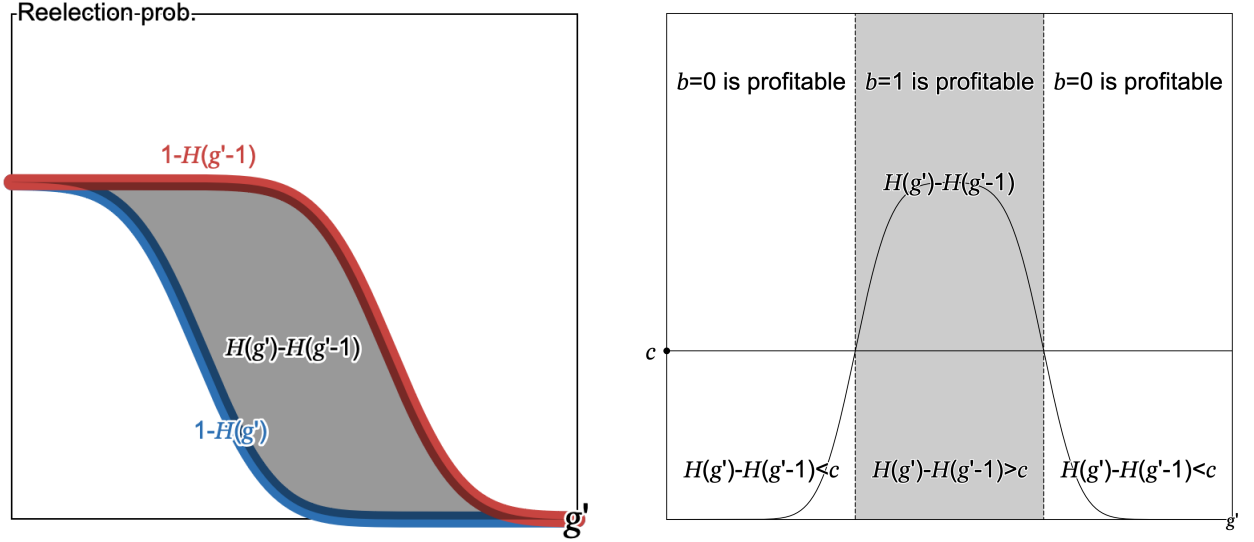 Reelection prob.
1-H(g'-1)
H(g')-H(g'-1)
1-H(g')
g'
b=0 is profitable
b=1 is profitable
b=0 is profitable
H(g')-H(g'-1)
c
H(g')-H(g'-1)<c
H(g')-H(g'-1)>c
H(g')-H(g'-1)<c
g'